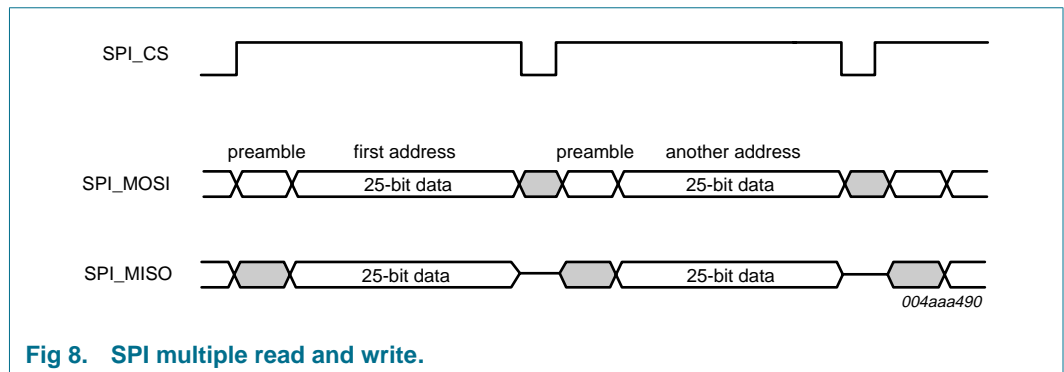 SPI_CS
preamble first address preamble another address
SPI_MOSI 25-bit data 25-bit data
SPI_MISO 25-bit data 25-bit data
004aaa490
Fig 8. SPI multiple read and write.